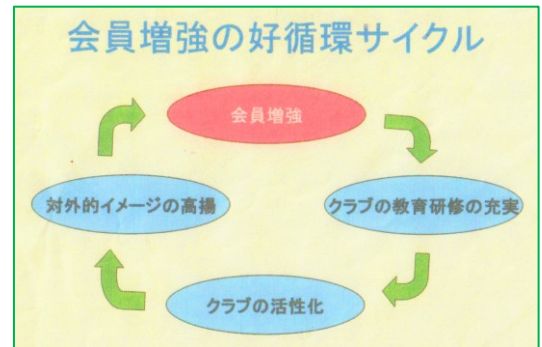 会員増強の好循環サイクル
会員増強
クラブの教育研修の充実
クラブの活性化
対外的イメージの高揚